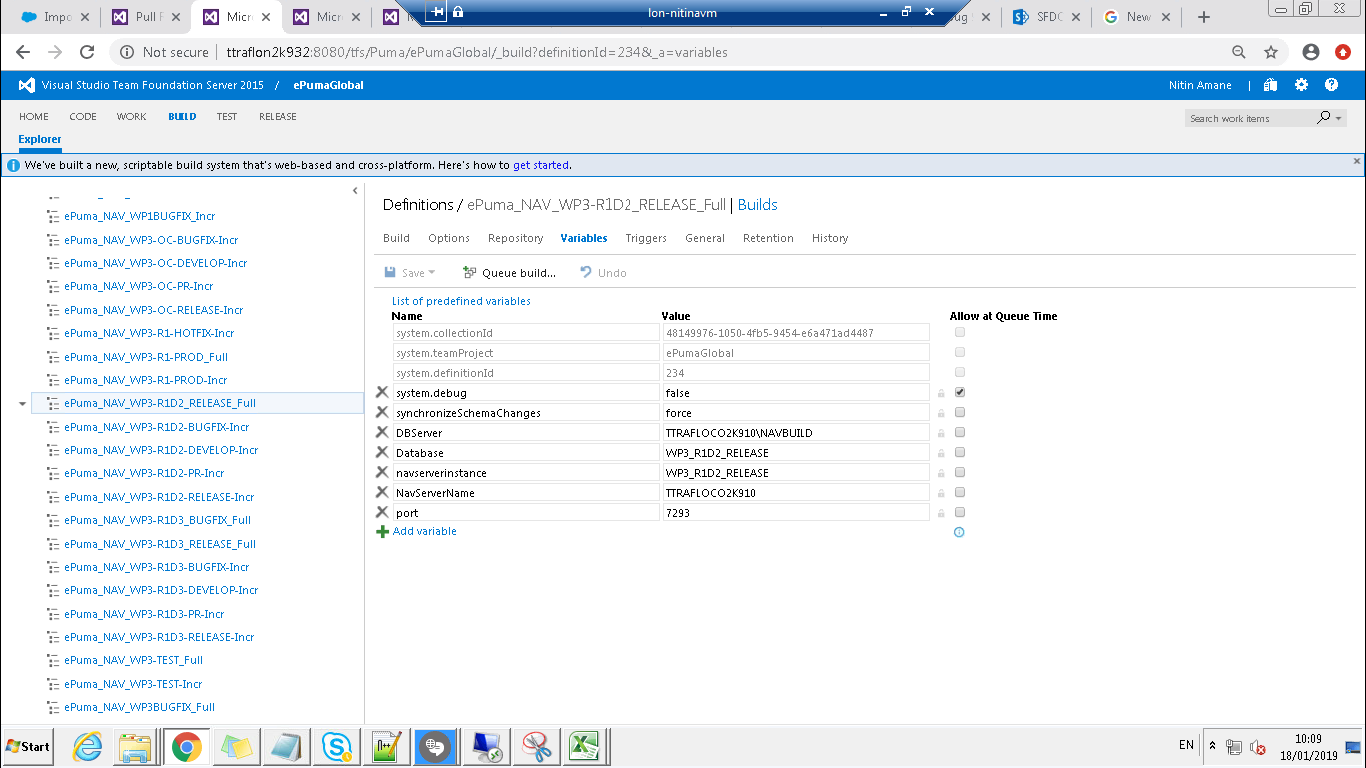 lon-nitinavm
Impo
Pull F
Micro
Micro
SFDC
New
Not secure
ttraflon2k932:8080/tfs/Puma/ePumaGlobal/_build?definitionId=234&_a=variables
Visual Studio Team Foundation Server 2015 / ePumaGlobal
Nitin Amane
HOME CODE WORK BUILD TEST RELEASE
Search work items
Explorer
We've built a new, scriptable build system that's web-based and cross-platform. Here's how to get started.
ePuma_NAV_WP1BUGFIX_Incr
ePuma_NAV_WP3-OC-BUGFIX-Incr
ePuma_NAV_WP3-OC-DEVELOP-Incr
ePuma_NAV_WP3-OC-PR-Incr
ePuma_NAV_WP3-OC-RELEASE-Incr
ePuma_NAV_WP3-R1-HOTFIX-Incr
ePuma_NAV_WP3-R1-PROD_Full
ePuma_NAV_WP3-R1-PROD-Incr
ePuma_NAV_WP3-R1D2_RELEASE_Full
ePuma_NAV_WP3-R1D2-BUGFIX-Incr
ePuma_NAV_WP3-R1D2-DEVELOP-Incr
ePuma_NAV_WP3-R1D2-PR-Incr
ePuma_NAV_WP3-R1D2-RELEASE-Incr
ePuma_NAV_WP3-R1D3_BUGFIX_Full
ePuma_NAV_WP3-R1D3_RELEASE_Full
ePuma_NAV_WP3-R1D3-BUGFIX-Incr
ePuma_NAV_WP3-R1D3-DEVELOP-Incr
ePuma_NAV_WP3-R1D3-PR-Incr
ePuma_NAV_WP3-R1D3-RELEASE-Incr
ePuma_NAV_WP3-TEST_Full
ePuma_NAV_WP3-TEST-Incr
ePuma_NAV_WP3BUGFIX_Full
Definitions / ePuma_NAV_WP3-R1D2_RELEASE_Full | Builds
Build Options Repository Variables Triggers General Retention History
Save Queue build... Undo
List of predefined variables
Name Value Allow at Queue Time
system.collectionId 48149976-1050-4fb5-9454-e6a471ad4487
system.teamProject ePumaGlobal
system.definitionId 234
system.debug false
synchronizeSchemaChanges force
DBServer TTRAFLOCO2K910\NAVBUILD
Database WP3_R1D2_RELEASE
navserverinstance WP3_R1D2_RELEASE
NavServerName TTRAFLOCO2K910
port 7293
Add variable
Start
EN
10:09
18/01/2019